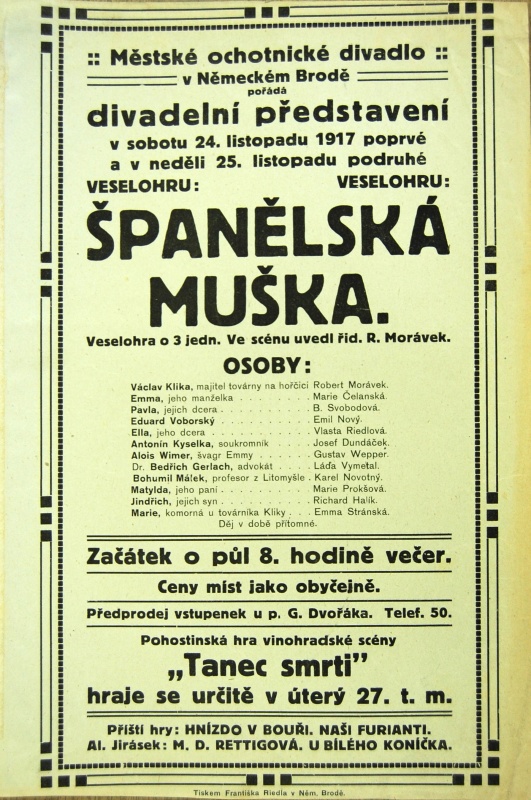 :: Městské ochotnické divadlo ::
v Německém Brodě
pořádá
divadelní představení
v sobotu 24. listopadu 1917 poprvé
a v neděli 25. listopadu podruhé
VESELOHRU: VESELOHRU:
ŠPANĚLSKÁ
MUŠKA.
Veselohra o 3 jedn. Ve scénu uvedl řid. R. Morávek.
OSOBY:
Václav Klika, majitel továrny na hořčici Robert Morávek.
Emma, jeho manželka . . . . . . . . Marie Čelanská.
Pavla, jejich dcera . . . . . . . . . . B. Svobodová.
Eduard Voborský . . . . . . . . . . Emil Nový.
Ella, jeho dcera . . . . . . . . . . . Vlasta Riedlová.
Antonín Kyselka, soukromník . . . . Josef Dundáček.
Alois Wimer, švagr Emmy . . . . . . Gustav Wepper.
Dr. Bedřich Gerlach, advokát . . . . Láďa Vymetal.
Bohumil Málek, profesor z Litomyšle . Karel Novotný.
Matylda, jeho paní . . . . . . . . . Marie Prokšová.
Jindřich, jejich syn . . . . . . . . . Richard Halík.
Marie, komorná u továrníka Kliky . . . Emma Stránská.
Děj v době přítomné.
Začátek o půl 8. hodině večer.
Ceny míst jako obyčejně.
Předprodej vstupenek u p. G. Dvořáka. Telef. 50.
Pohostinská hra vinohradské scény
„Tanec smrti"
hraje se určitě v úterý 27. t. m.
Příští hry: HNÍZDO V BOUŘI. NAŠI FURIANTI.
Al. Jirásek: M. D. RETTIGOVÁ. U BÍLÉHO KONÍČKA.
Tiskem Františka Riedla v Něm. Brodě.